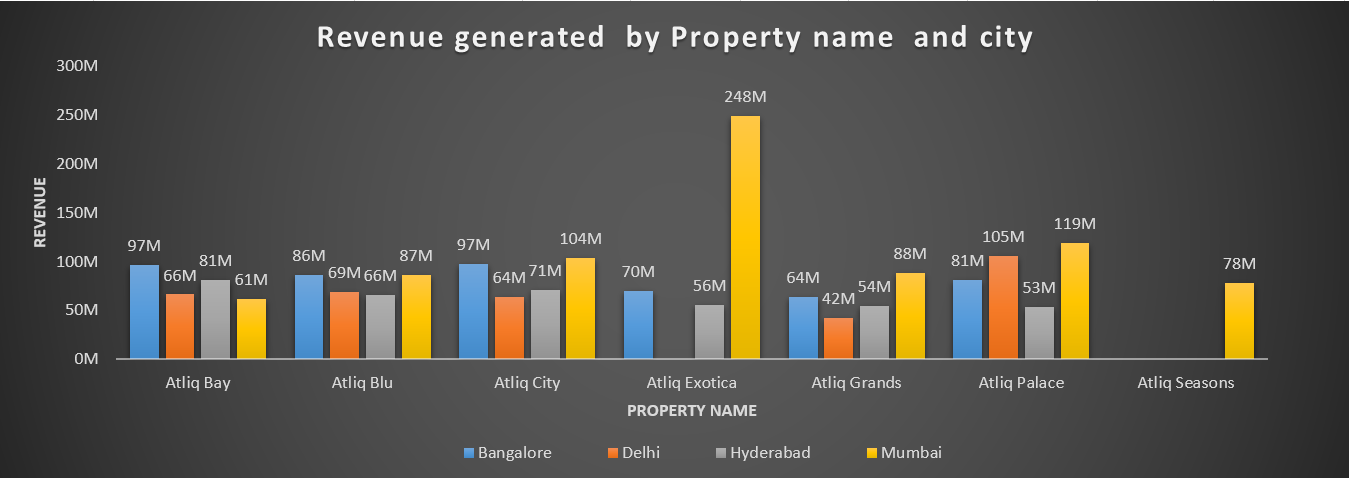 Revenue generated  by Property name  and city
300M
250M
200M
150M
100M
50M
0M
REVENUE
97M 66M 81M 61M
86M 69M 66M 87M
97M 64M 71M 104M
70M 56M 248M
64M 42M 54M 88M
81M 105M 53M 119M
78M
Atliq Bay Atliq Blu Atliq City Atliq Exotica Atliq Grands Atliq Palace Atliq Seasons
PROPERTY NAME
Bangalore Delhi Hyderabad Mumbai